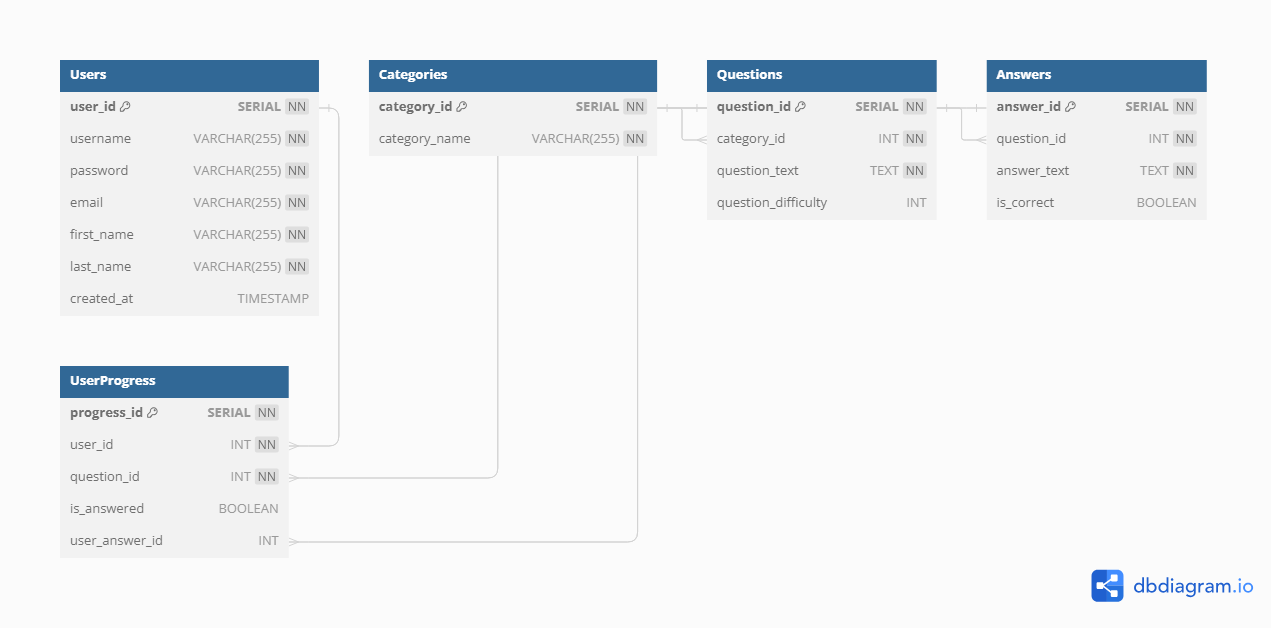 Users
user_id SERIAL NN
username VARCHAR(255) NN
password VARCHAR(255) NN
email VARCHAR(255) NN
first_name VARCHAR(255) NN
last_name VARCHAR(255) NN
created_at TIMESTAMP
Categories
category_id SERIAL NN
category_name VARCHAR(255) NN
Questions
question_id SERIAL NN
category_id INT NN
question_text TEXT NN
question_difficulty INT
Answers
answer_id SERIAL NN
question_id INT NN
answer_text TEXT NN
is_correct BOOLEAN
UserProgress
progress_id SERIAL NN
user_id INT NN
question_id INT NN
is_answered BOOLEAN
user_answer_id INT
dbdiagram.io